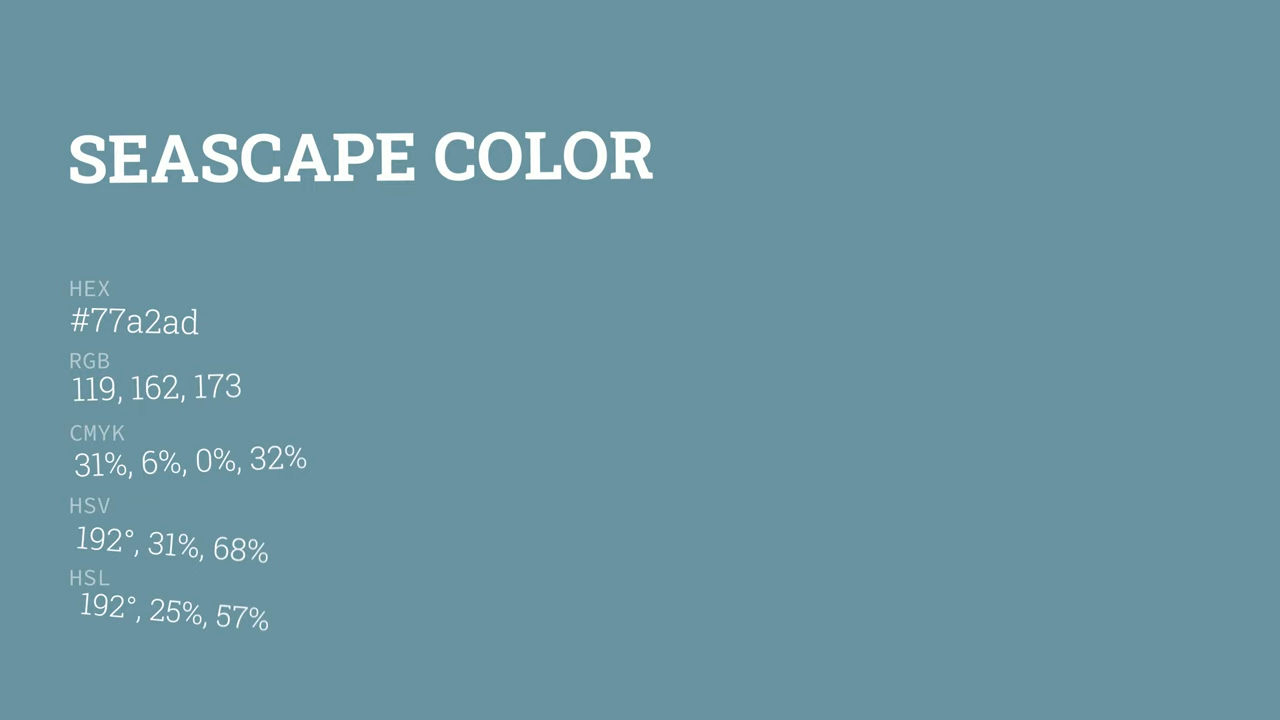 SEASCAPE COLOR
HEX
#77a2ad
RGB
119, 162, 173
CMYK
31%, 6%, 0%, 32%
HSV
192°, 31%, 68%
HSL
192°, 25%, 57%